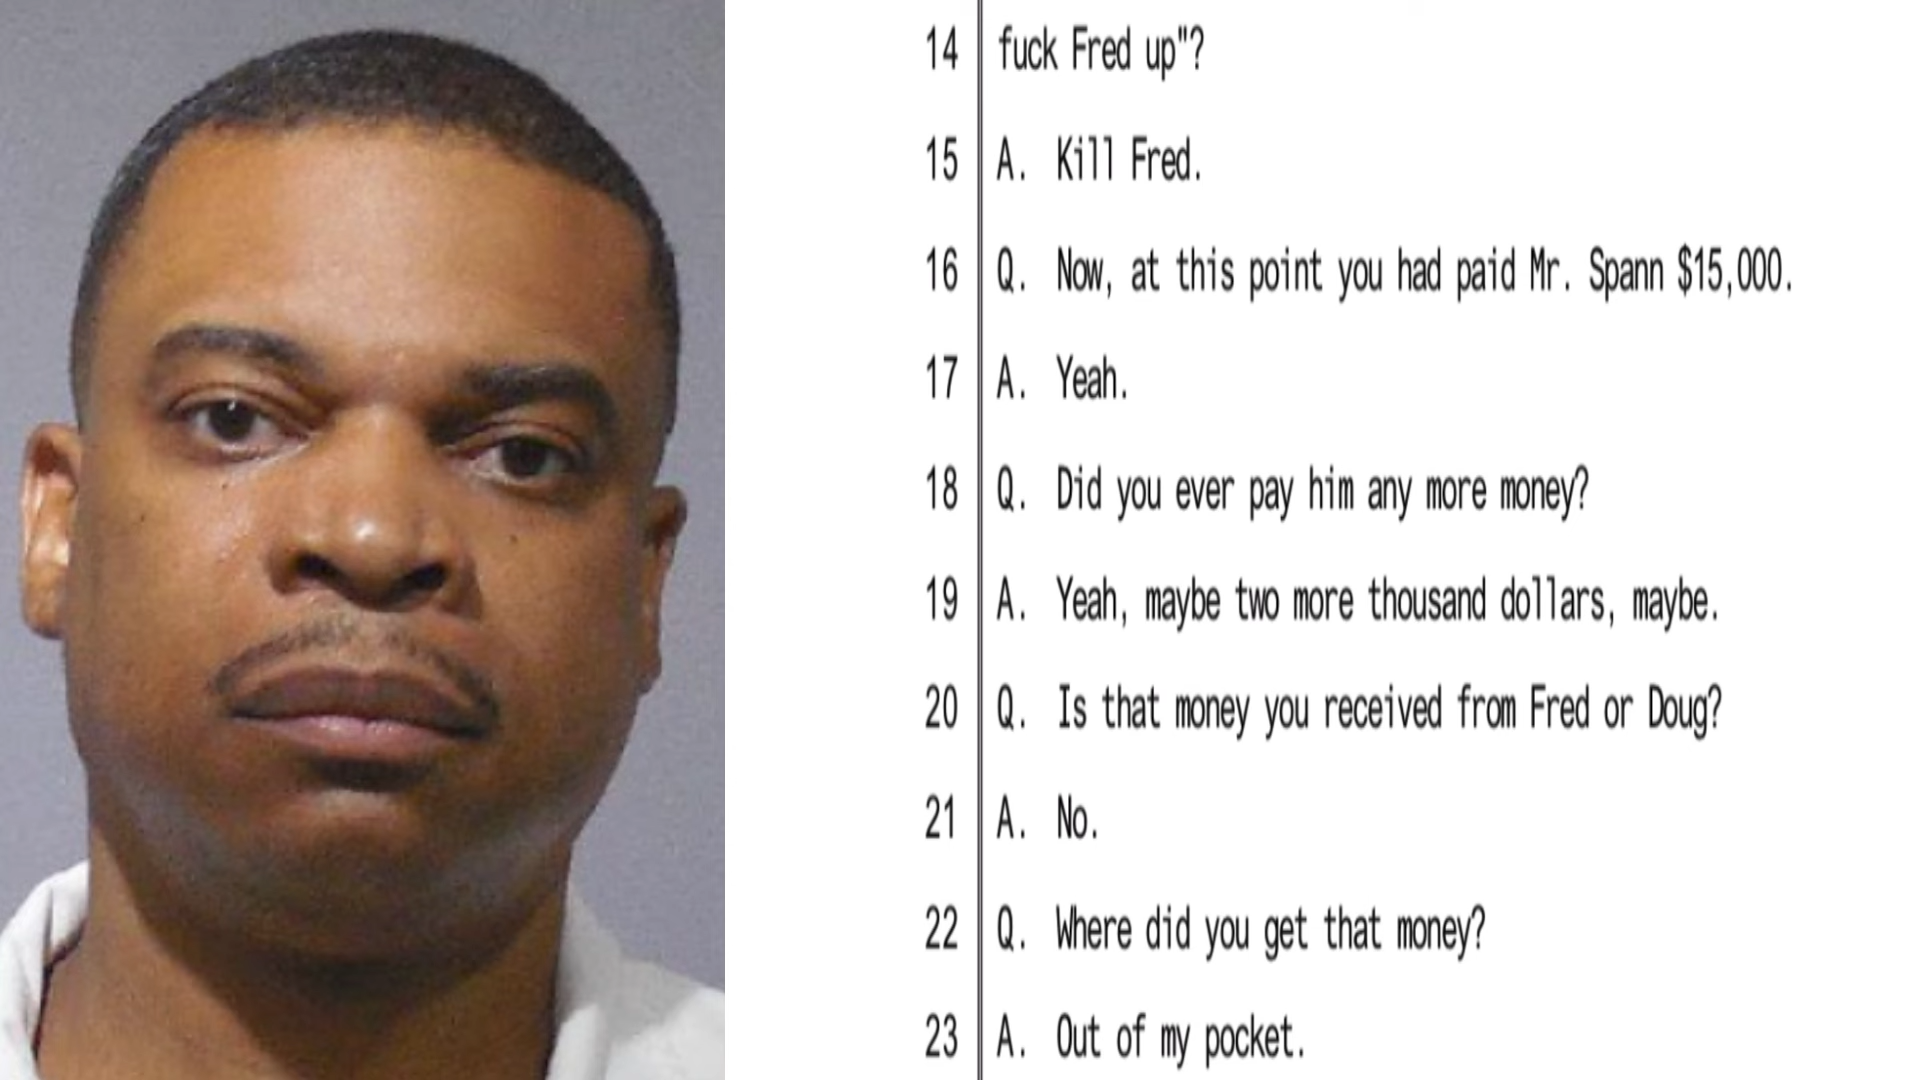 14 fuck Fred up"?
15 A. Kill Fred.
16 Q. Now, at this point you had paid Mr. Spann $15,000.
17 A. Yeah.
18 Q. Did you ever pay him any more money?
19 A. Yeah, maybe two more thousand dollars, maybe.
20 Q. Is that money you received from Fred or Doug?
21 A. No.
22 Q. Where did you get that money?
23 A. Out of my pocket.